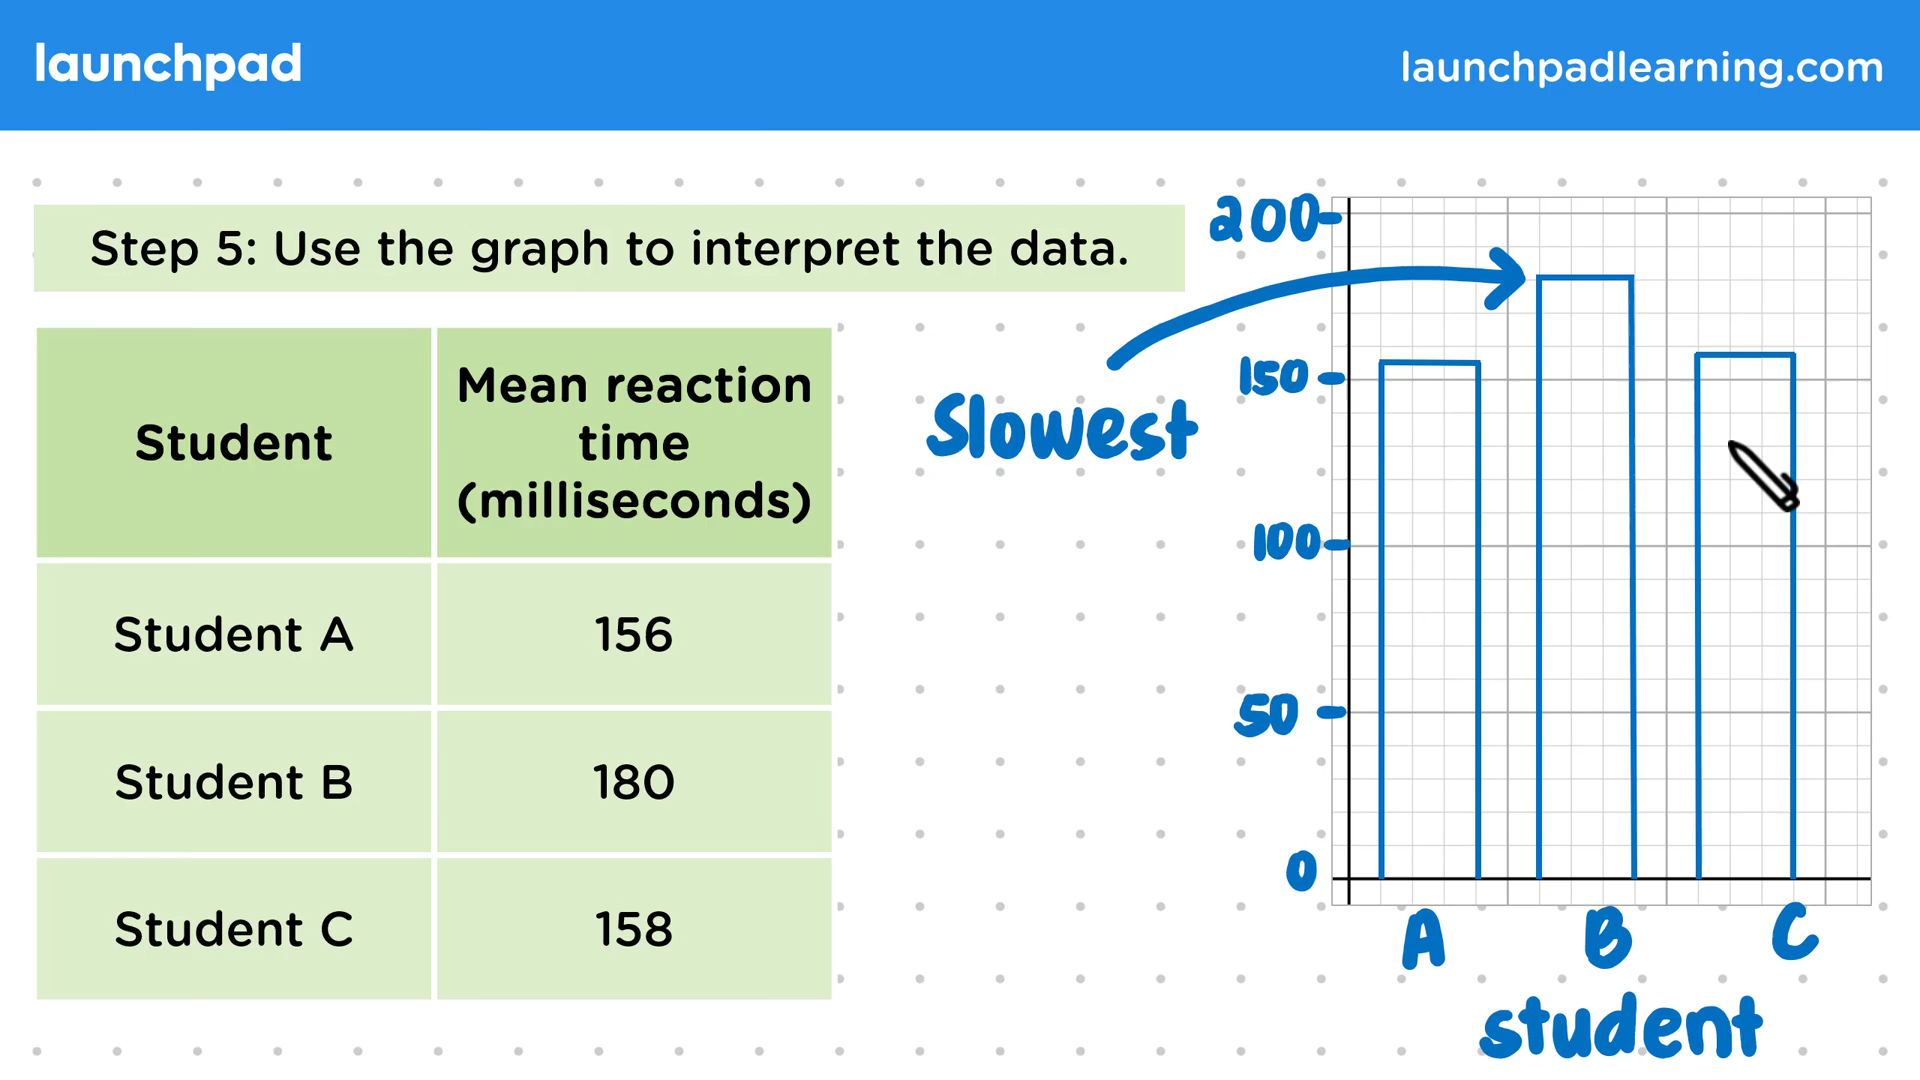 launchpad
launchpadlearning.com
Step 5: Use the graph to interpret the data.
Student
Mean reaction
time
(milliseconds)
Student A
156
Student B
180
Student C
158
Slowest
200
150
100
50
0
A
B
C
student